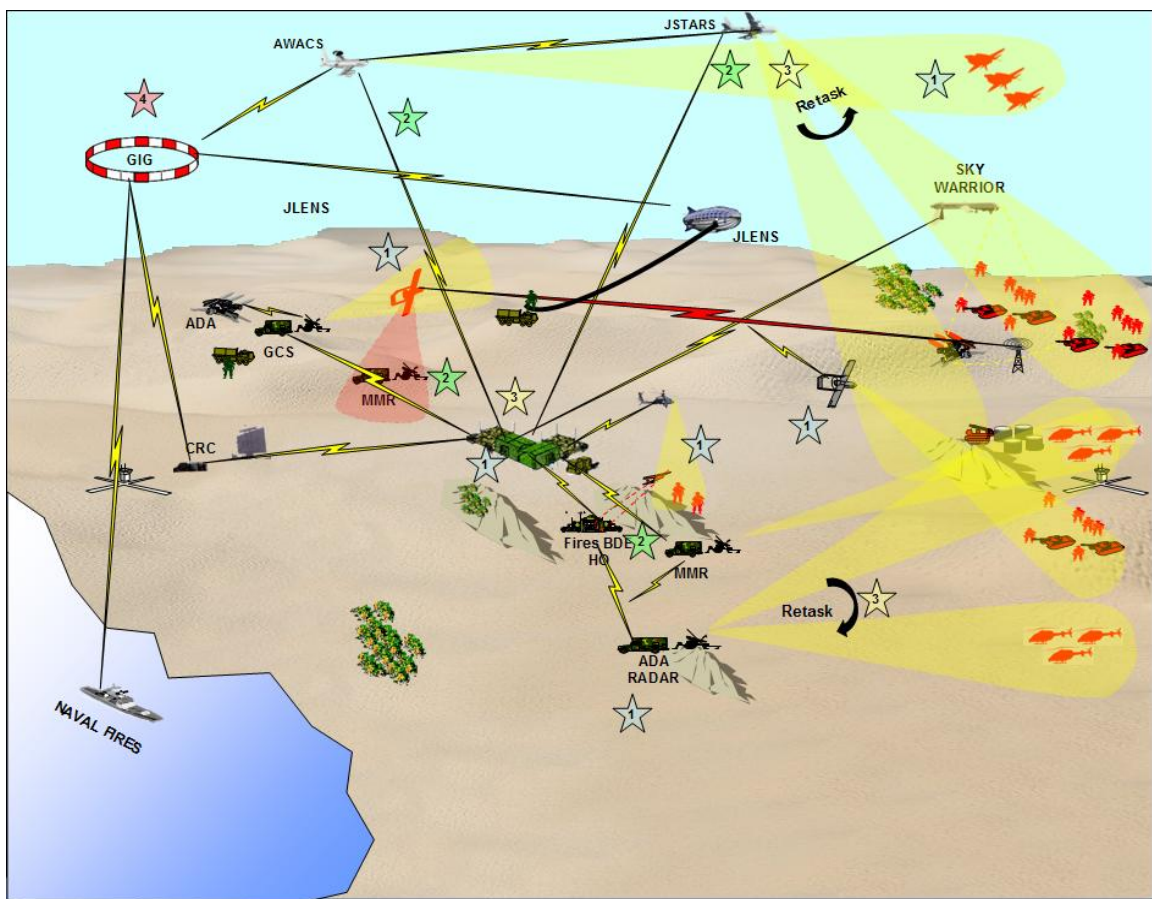 JSTARS
AWACS
2
3
1
4
Retask
2
GIG
SKY
WARRIOR
JLENS
JLENS
1
ADA
GCS
MMR
2
3
1
CRC
1
1
Fires BDE
HQ
2
MMR
Retask
3
ADA
RADAR
1
NAVAL FIRES